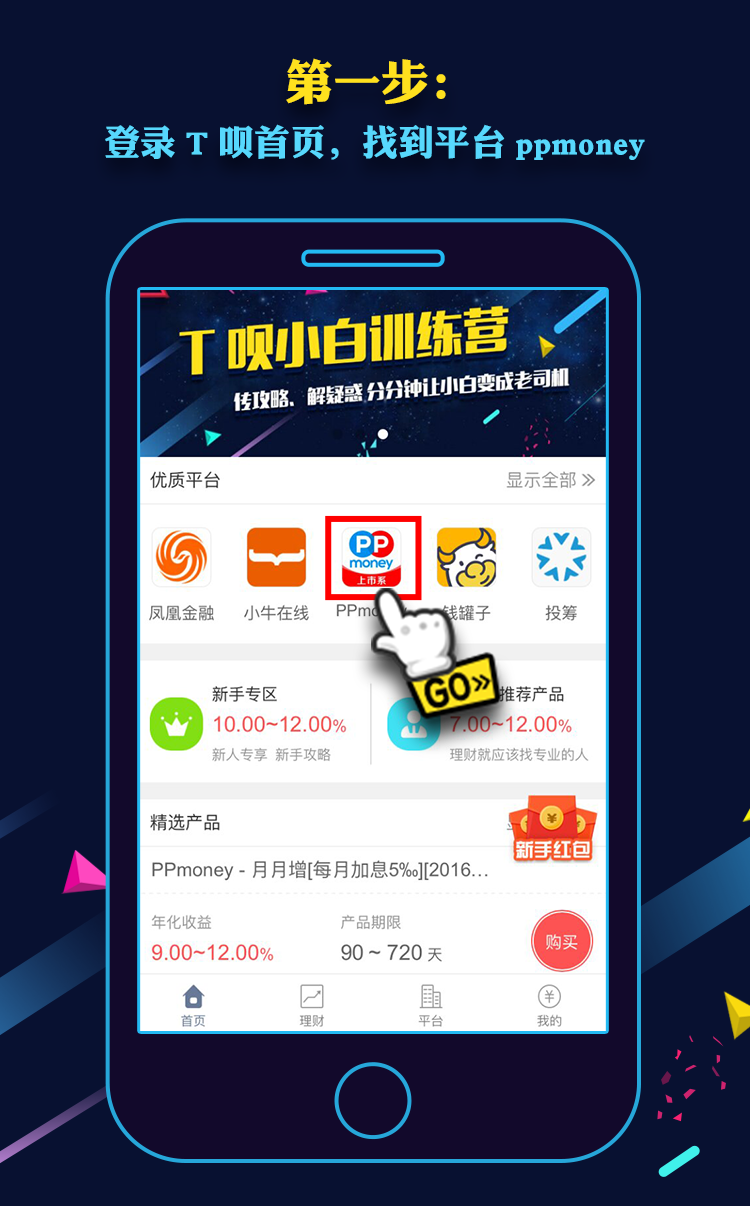 第一步：
登录 T 呗首页，找到平台 ppmoney
T 呗小白训练营
传攻略、解疑惑 分分钟让小白变成老司机
优质平台 显示全部
PP
money
上市系
凤凰金融 小牛在线 PPmo 钱罐子 投筹
GO
新手专区 推荐产品
10.00~12.00% 7.00~12.00%
新人专享 新手攻略 理财就应该找专业的人
精选产品
新手红包
PPmoney - 月月增[每月加息5‰][2016...
年化收益 产品期限
9.00~12.00% 90 ~ 720 天 购买
首页 理财 平台 我的